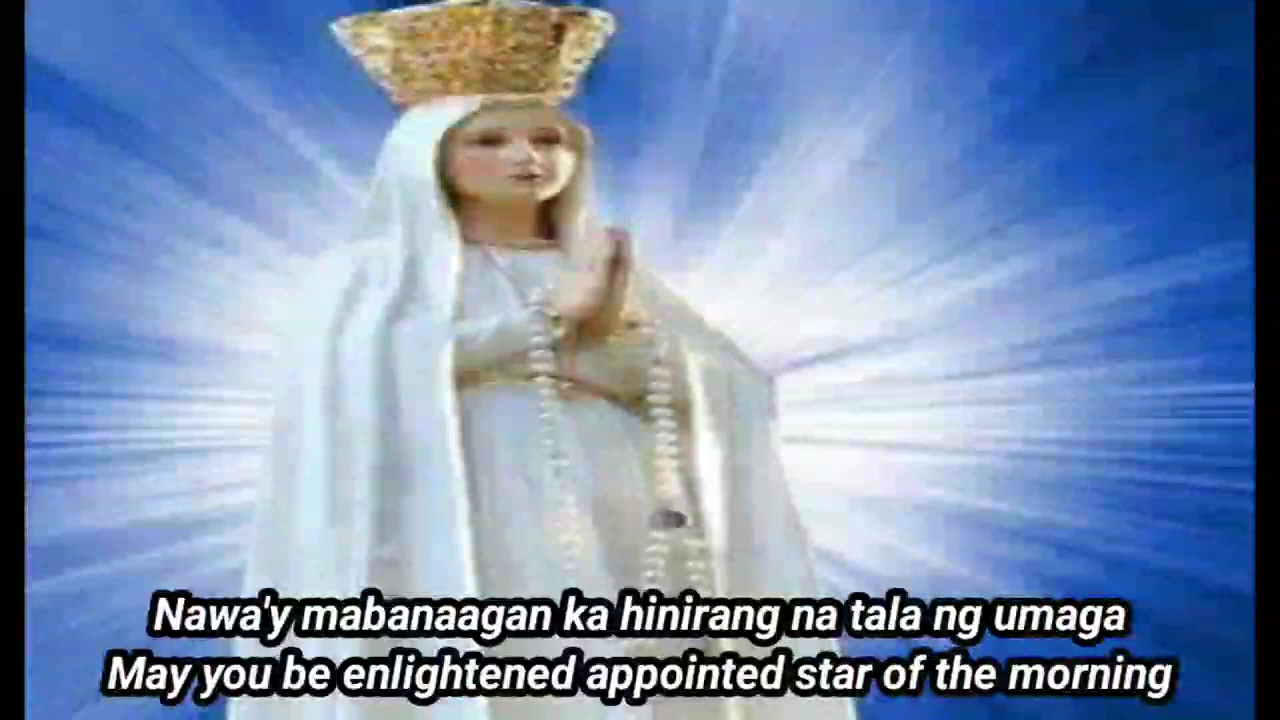 Nawa'y mabanaagan ka hinirang na tala ng umaga
May you be enlightened appointed star of the morning